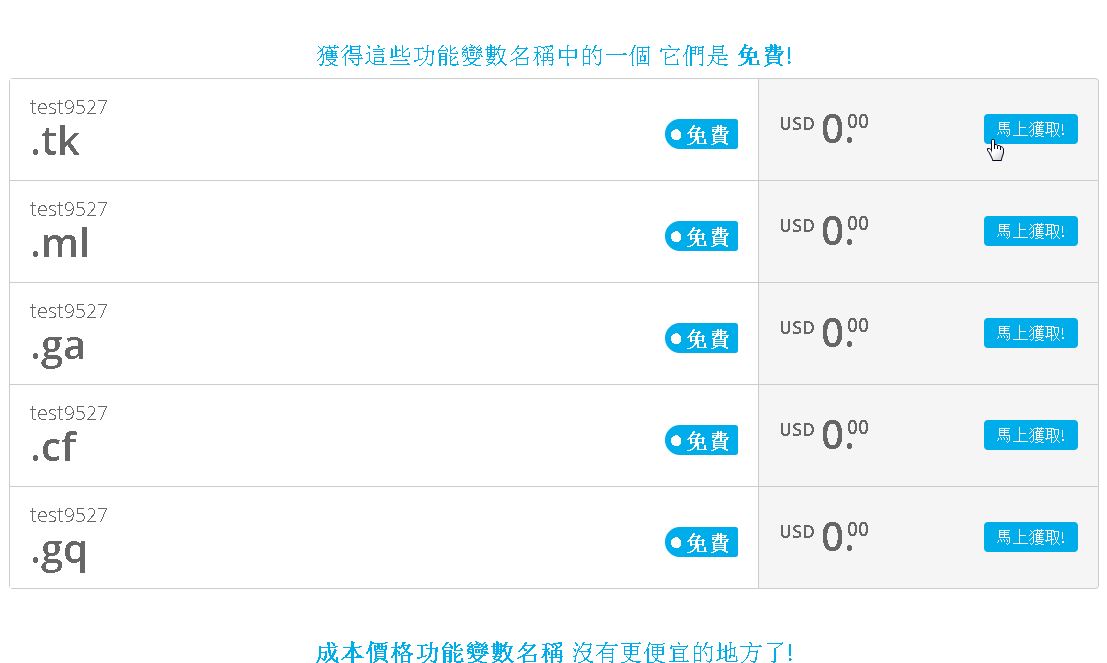 獲得這些功能變數名稱中的一個 它們是 免費!
test9527
.tk
免費
USD 0.00
馬上獲取!
test9527
.ml
免費
USD 0.00
馬上獲取!
test9527
.ga
免費
USD 0.00
馬上獲取!
test9527
.cf
免費
USD 0.00
馬上獲取!
test9527
.gq
免費
USD 0.00
馬上獲取!
成本價格功能變數名稱 沒有更便宜的地方了!